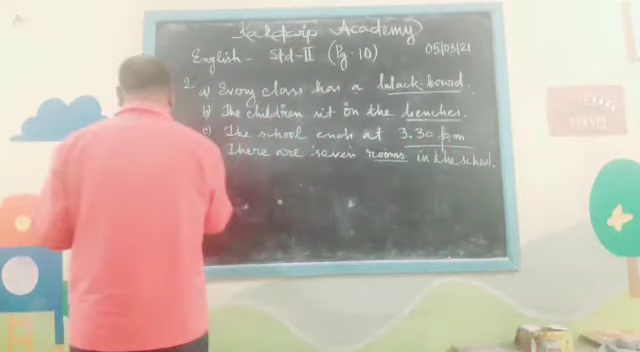 Kakdwip Academy
English - Std-II (Pg-10) 05/03/21
2. a) Every class has a black board.
b) The children sit on the benches.
c) The school ends at 3.30 pm
There are seven rooms in the school.